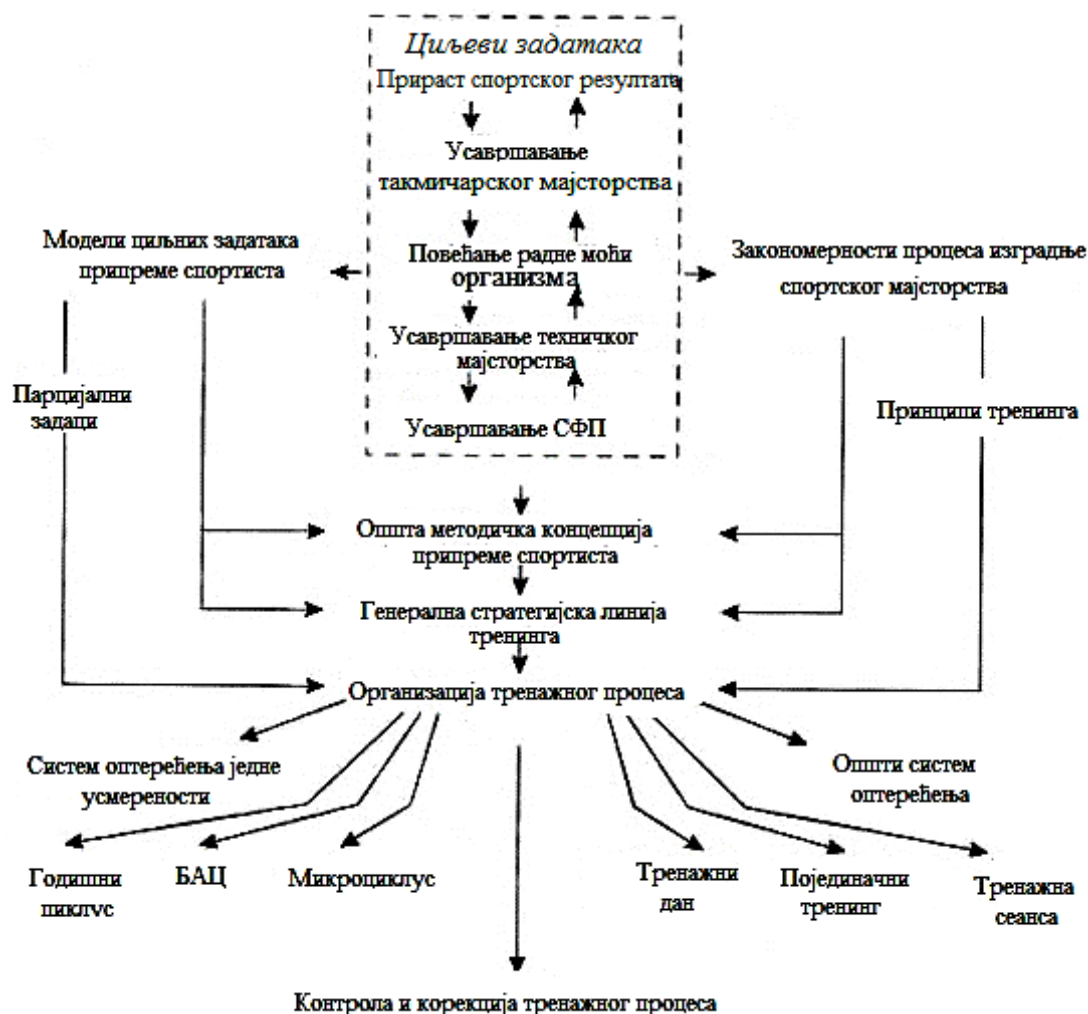 Циљеви задатака
Прираст спортског резултата
Усавршавање
такмичарског мајсторства
Модели циљних задатака
припреме спортиста
Повећање радне моћи
организма
Закономерности процеса изградње
спортског мајсторства
Усавршавање техничког
мајсторства
Парцијални
задаци
Принципи тренинга
Усавршавање СФП
Општа методичка концепција
припреме спортиста
Генерална стратегијска линија
тренинга
Организација тренажног процеса
Систем оптерећења једне
усмерености
Општи систем
оптерећења
Годишни
циклус
БАЦ
Микроциклус
Тренажни
дан
Појединачни
тренинг
Тренажна
сеанса
Контрола и корекција тренажног процеса